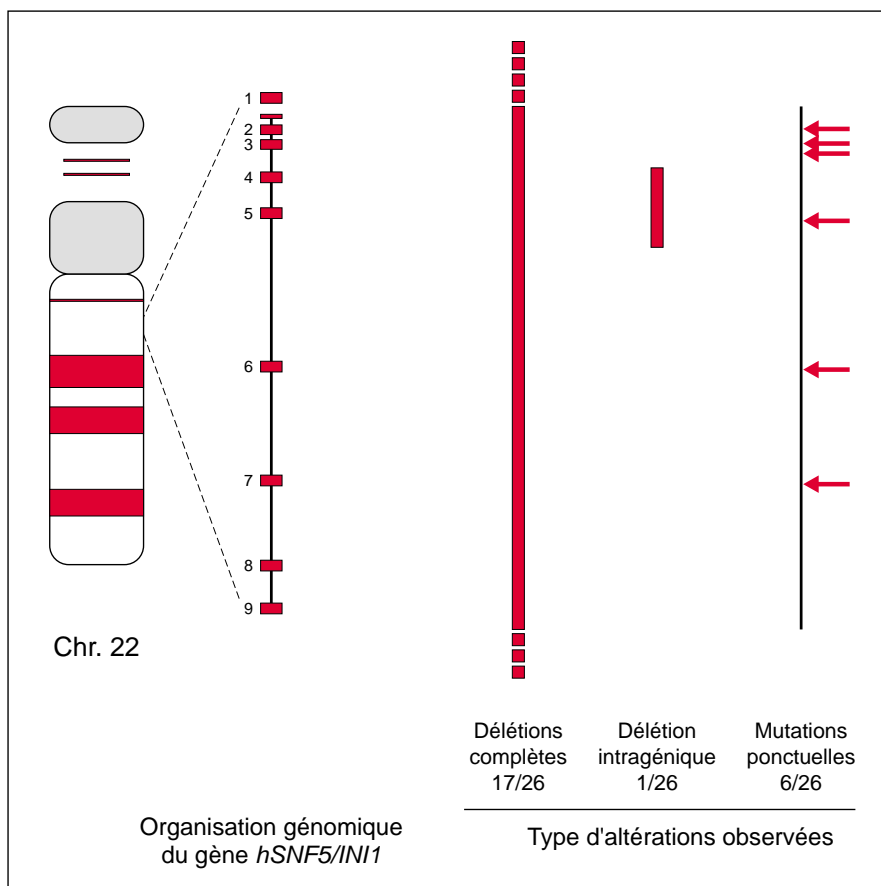 1
2
3
4
5
6
7
8
9
Chr. 22
Délétions
complètes
17/26
Délétion
intragénique
1/26
Mutations
ponctuelles
6/26
Organisation génomique
du gène hSNF5/INI1
Type d'altérations observées